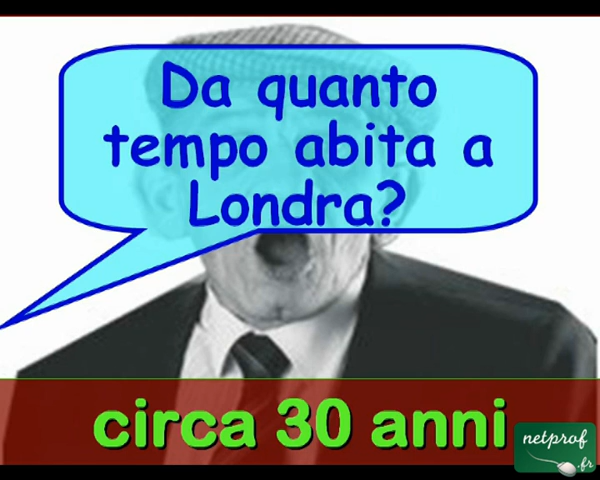 Da quanto
tempo abita a
Londra?
circa 30 anni
netprof
.fr